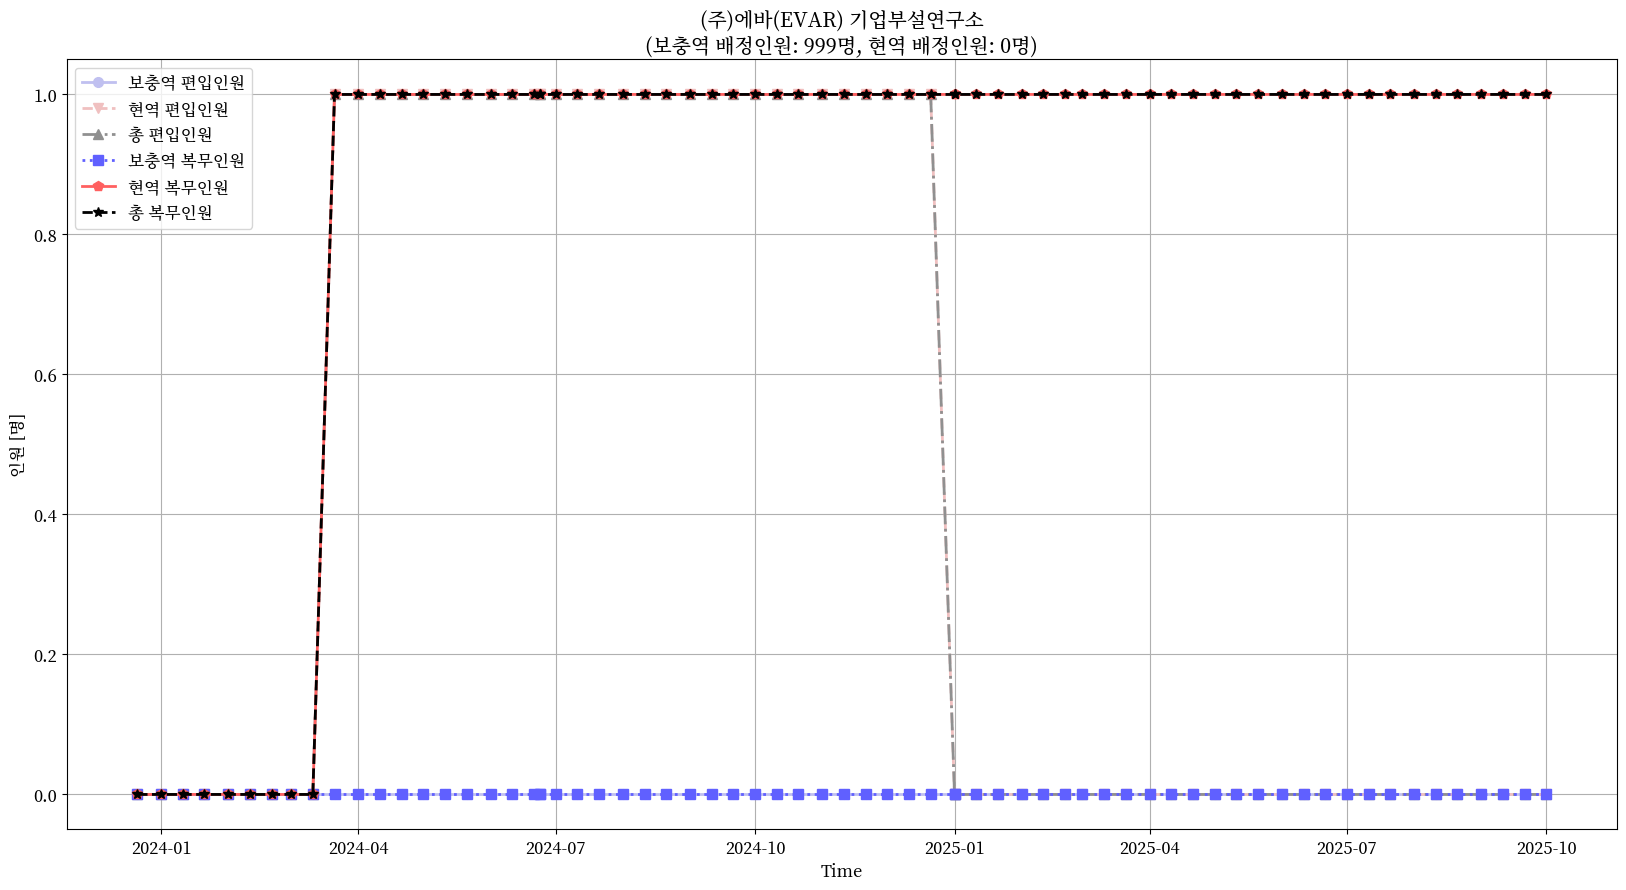 (주)에바(EVAR) 기업부설연구소
(보충역 배정인원: 999명, 현역 배정인원: 0명)
보충역 편입인원
현역 편입인원
총 편입인원
보충역 복무인원
현역 복무인원
총 복무인원
1.0
0.8
0.6
0.4
0.2
0.0
인원 [명]
2024-01
2024-04
2024-07
2024-10
2025-01
2025-04
2025-07
2025-10
Time